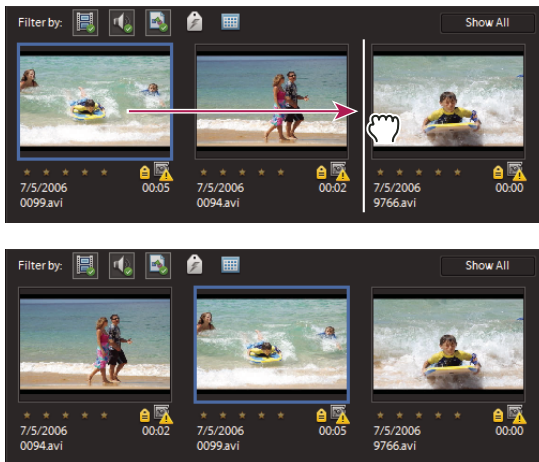 Filter by: Show All
7/5/2006 00:05 7/5/2006 00:02 7/5/2006 00:00
0099.avi 0094.avi 9766.avi
Filter by: Show All
7/5/2006 00:02 7/5/2006 00:05 7/5/2006 00:00
0094.avi 0099.avi 9766.avi